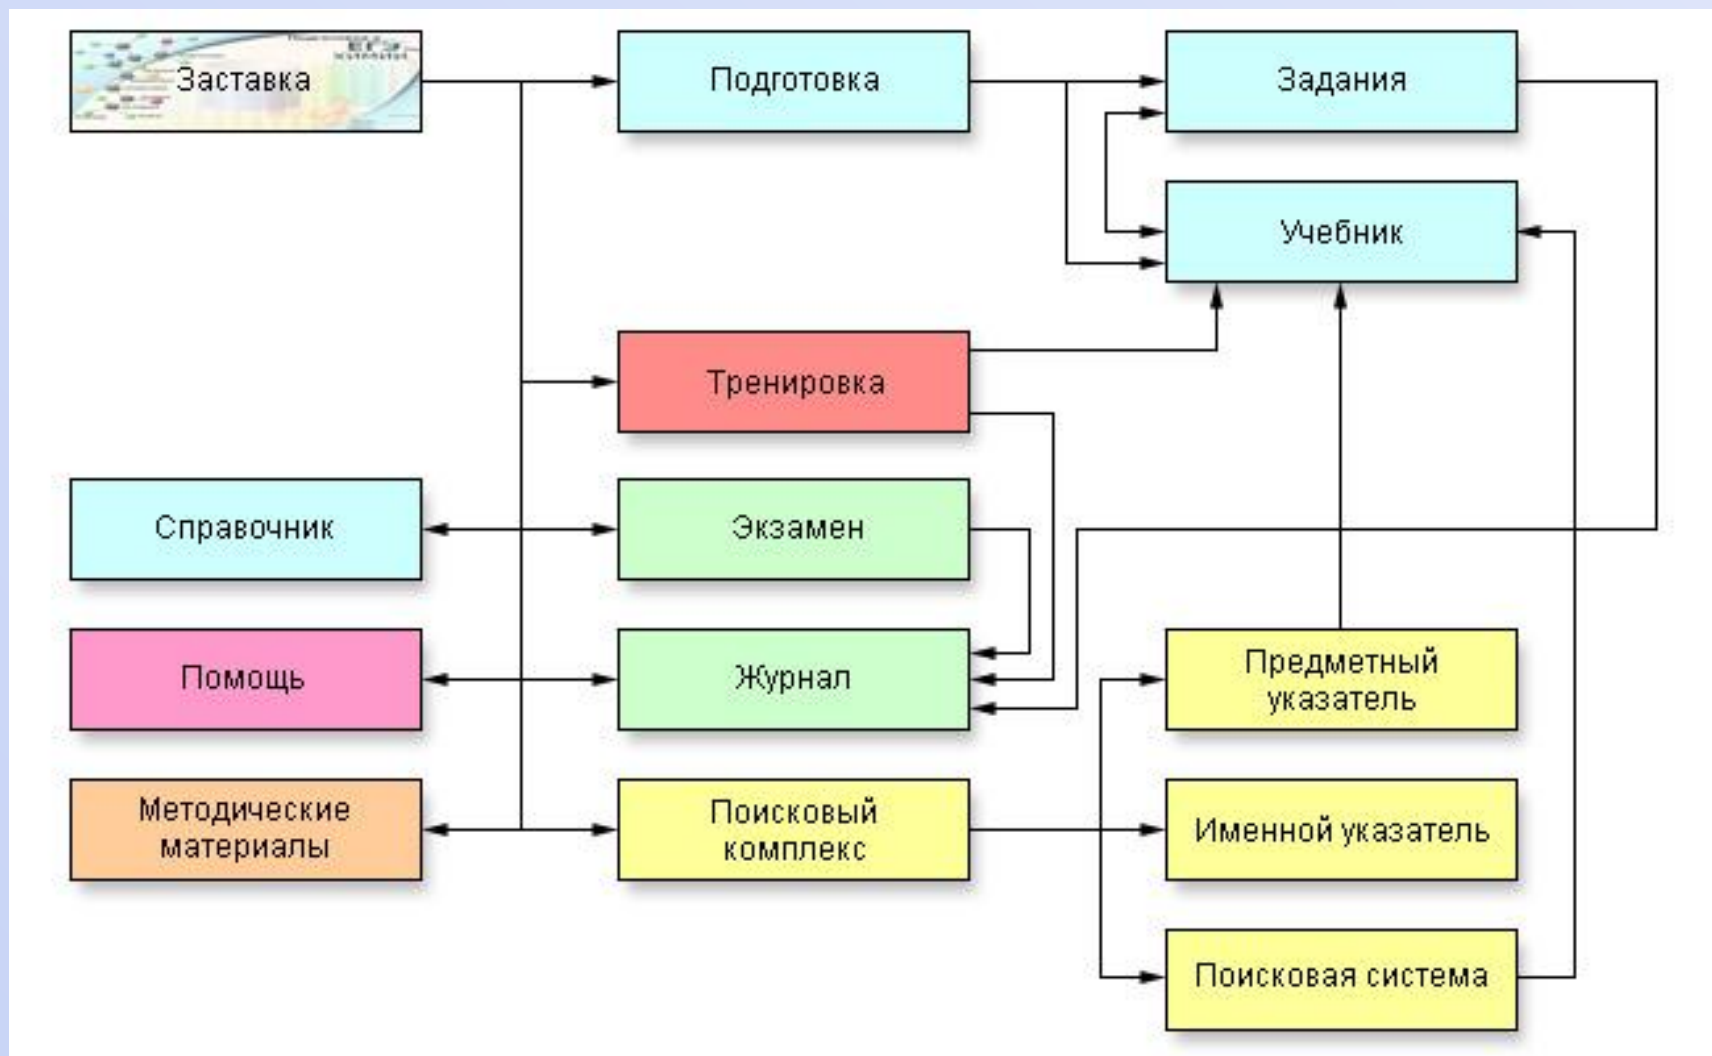 Заставка
ЕГЭ
Подготовка
Задания
Учебник
Тренировка
Справочник
Экзамен
Помощь
Журнал
Предметный
указатель
Методические
материалы
Поисковый
комплекс
Именной указатель
Поисковая система